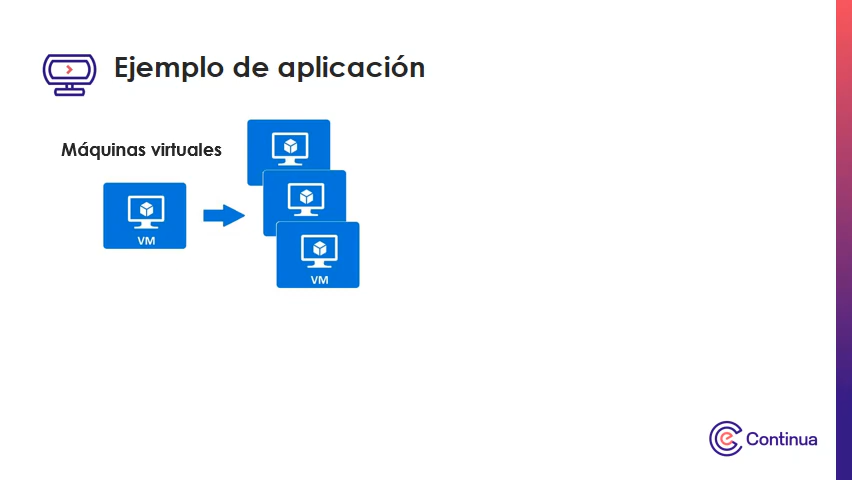 Ejemplo de aplicación
Máquinas virtuales
VM
VM
Continua